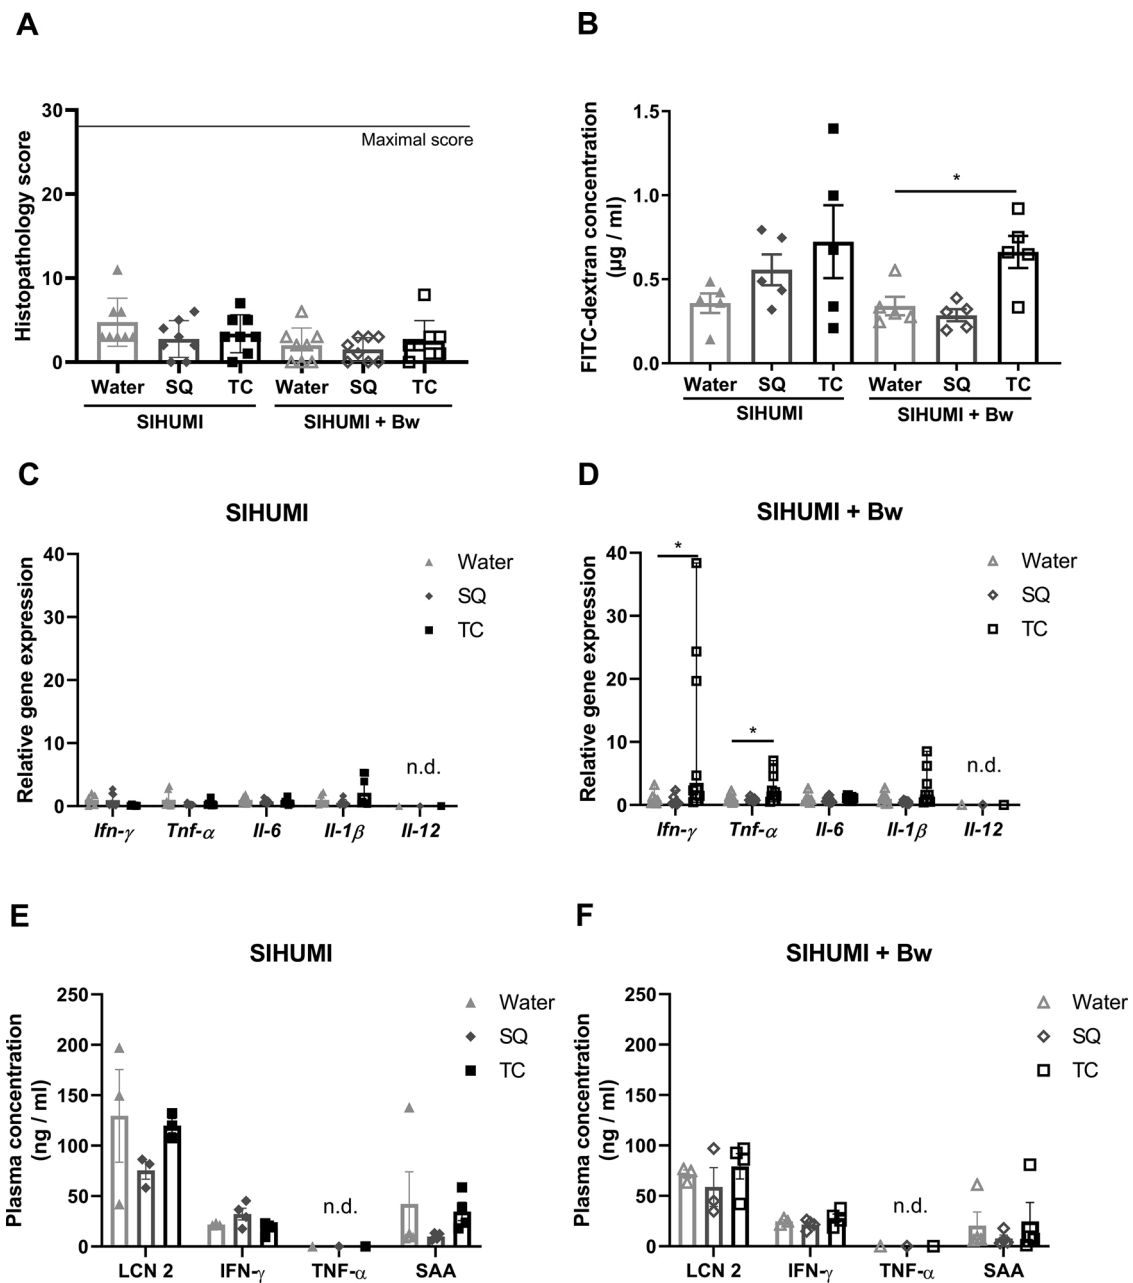 A
Histopathology score
30
20
10
0
Maximal score
Water SQ TC Water SQ TC
SIHUMI SIHUMI + Bw
B
FITC-dextran concentration
(µg / ml)
1.5
1.0
0.5
0.0
*
Water SQ TC Water SQ TC
SIHUMI SIHUMI + Bw
C
SIHUMI
Relative gene expression
40
30
20
10
0
Water
SQ
TC
n.d.
Ifn-γ Tnf-α Il-6 Il-1β Il-12
D
SIHUMI + Bw
Relative gene expression
40
30
20
10
0
*
*
Water
SQ
TC
n.d.
Ifn-γ Tnf-α Il-6 Il-1β Il-12
E
SIHUMI
Plasma concentration
(ng / ml)
250
200
150
100
50
0
Water
SQ
TC
n.d.
LCN 2 IFN-γ TNF-α SAA
F
SIHUMI + Bw
Plasma concentration
(ng / ml)
250
200
150
100
50
0
Water
SQ
TC
n.d.
LCN 2 IFN-γ TNF-α SAA